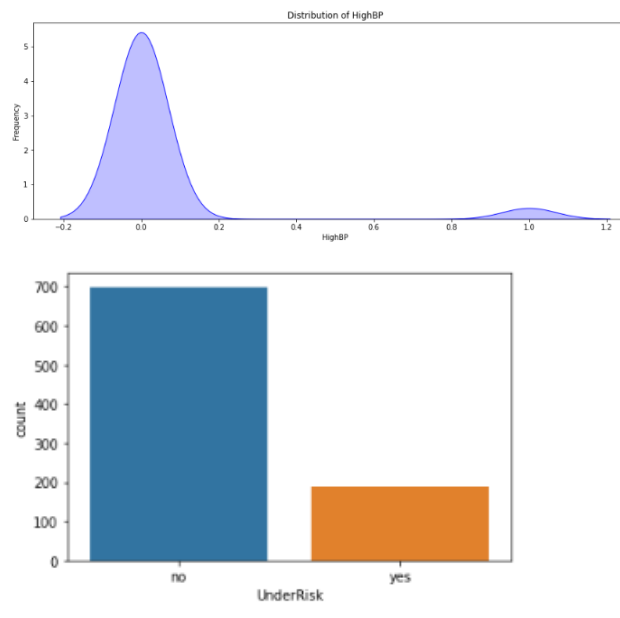 Distribution of HighBP
5
4
3
2
1
0
Frequency
−0.2 0.0 0.2 0.4 0.6 0.8 1.0 1.2
HighBP
700
600
500
400
300
200
100
0
count
no yes
UnderRisk